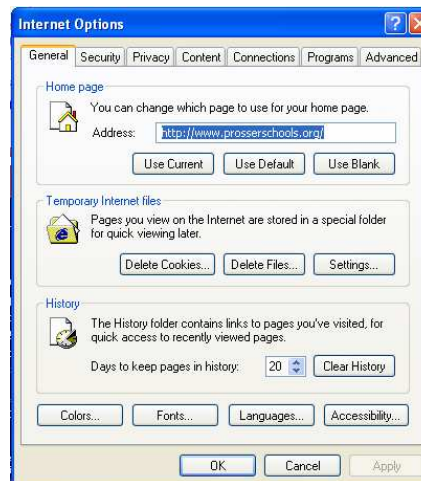 Internet Options
General Security Privacy Content Connections Programs Advanced
Home page
You can change which page to use for your home page.
Address: http://www.prosserschools.org/
Use Current Use Default Use Blank
Temporary Internet files
Pages you view on the Internet are stored in a special folder
for quick viewing later.
Delete Cookies... Delete Files... Settings...
History
The History folder contains links to pages you've visited, for
quick access to recently viewed pages.
Days to keep pages in history: 20 Clear History
Colors... Fonts... Languages... Accessibility...
OK Cancel Apply